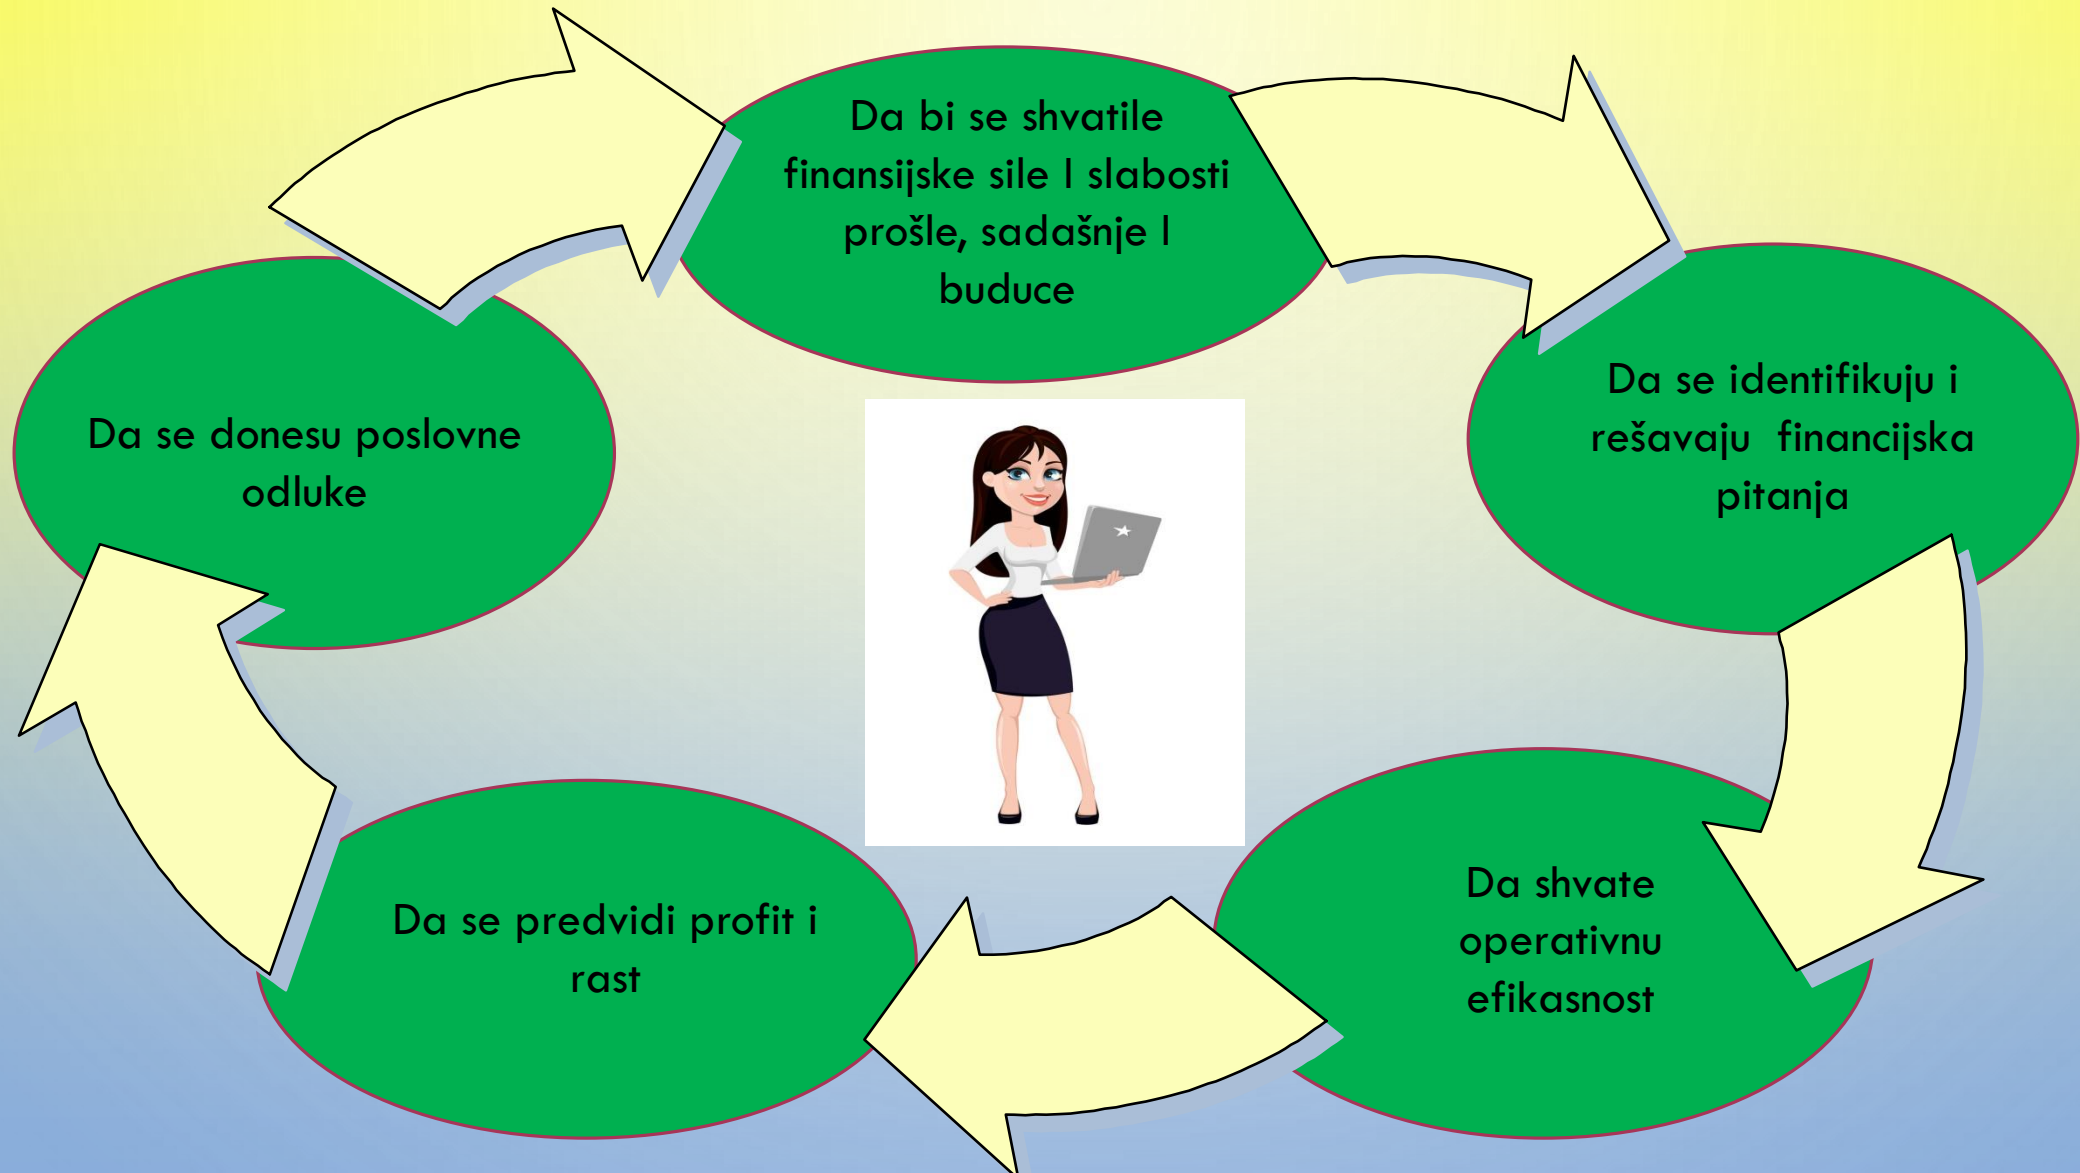 Da bi se shvatile
finansijske sile I slabosti
prošle, sadašnje I
buduce
Da se identifikuju i
rešavaju financijska
pitanja
Da shvate
operativnu
efikasnost
Da se predvidi profit i
rast
Da se donesu poslovne
odluke